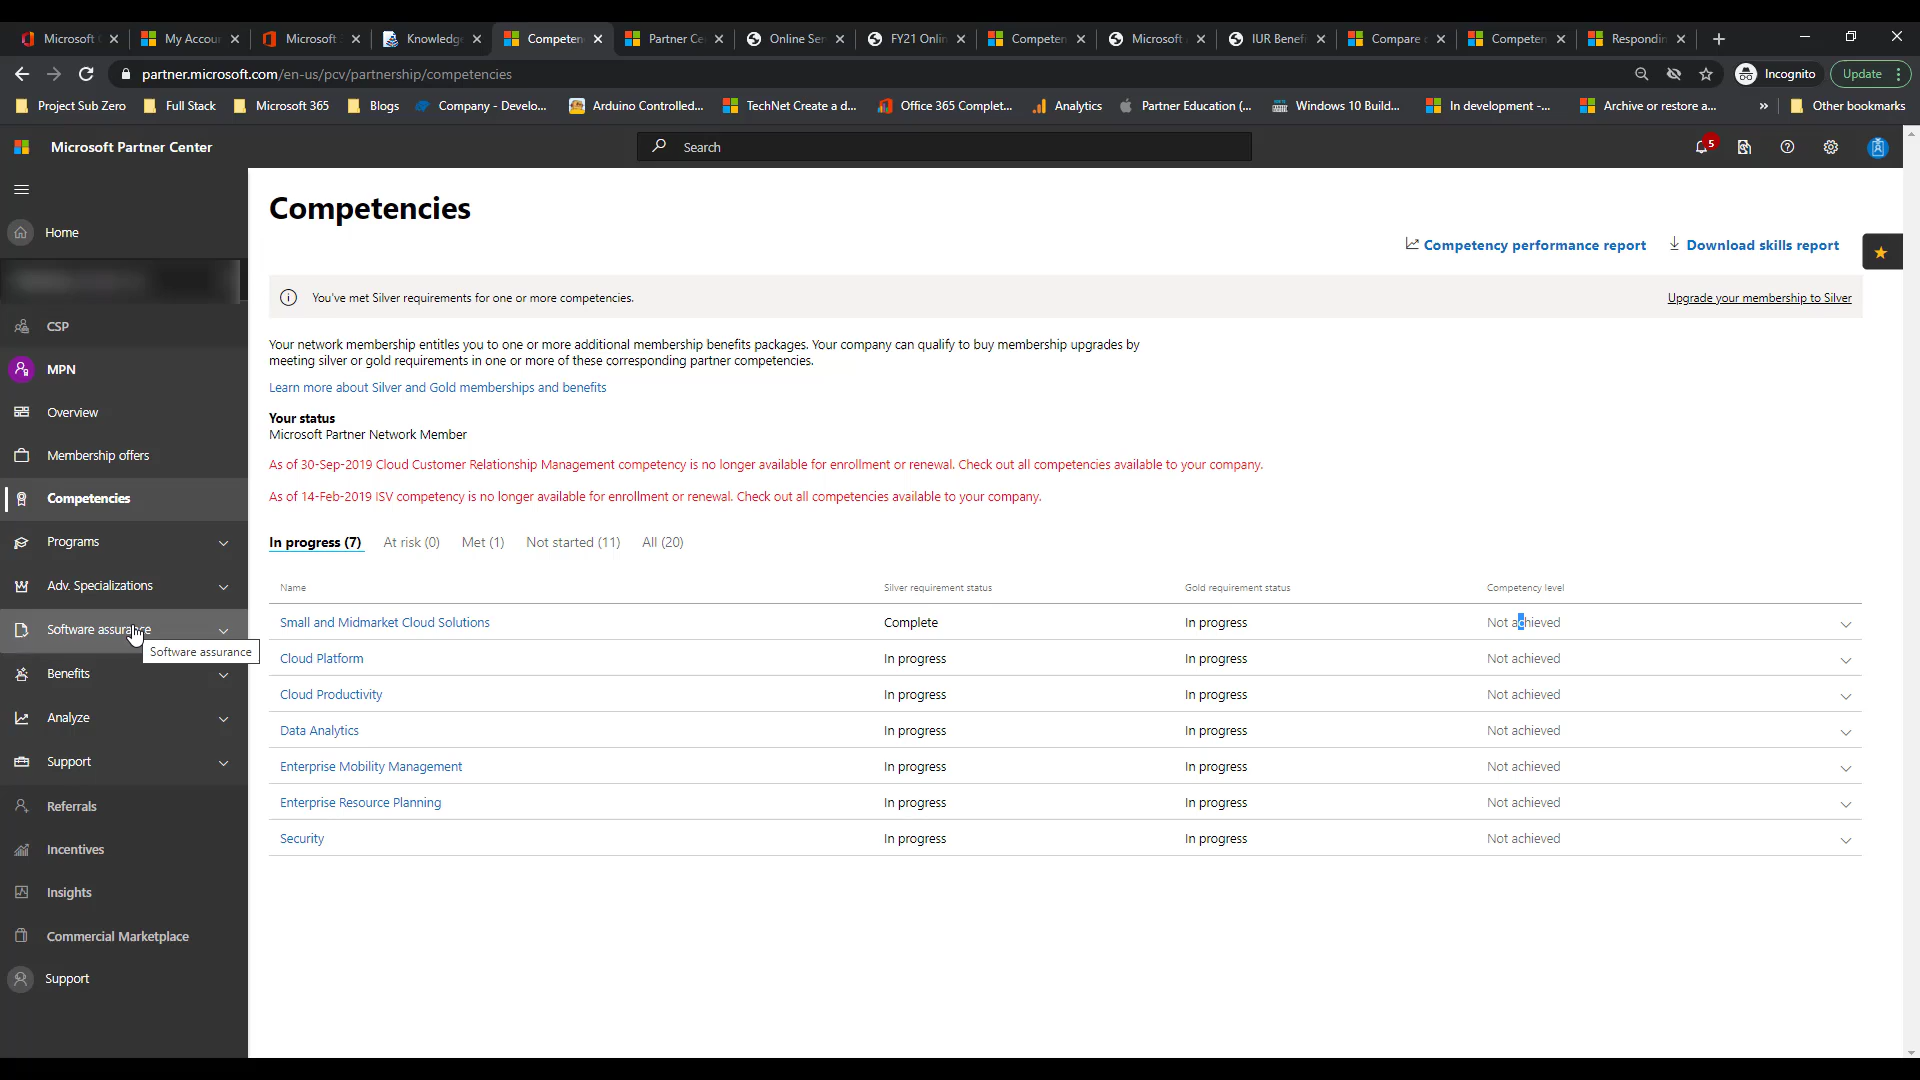 Microsoft
My Accou
Microsoft
Knowledge
Competen
Partner Ce
Online Ser
FY21 Onlin
Competen
Microsoft
IUR Benefi
Compare
Competen
Respondin
partner.microsoft.com/en-us/pcv/partnership/competencies
Incognito
Update
Project Sub Zero
Full Stack
Microsoft 365
Blogs
Company - Develo...
Arduino Controlled...
TechNet Create a d...
Office 365 Complet...
Analytics
Partner Education (...
Windows 10 Build...
In development -...
Archive or restore a...
»
Other bookmarks
Microsoft Partner Center
Search
5
Home
CSP
MPN
Overview
Membership offers
Competencies
Programs
Adv. Specializations
Software assurance
Software assurance
Benefits
Analyze
Support
Referrals
Incentives
Insights
Commercial Marketplace
Support
Competencies
Competency performance report
Download skills report
You've met Silver requirements for one or more competencies.
Upgrade your membership to Silver
Your network membership entitles you to one or more additional membership benefits packages. Your company can qualify to buy membership upgrades by
meeting silver or gold requirements in one or more of these corresponding partner competencies.
Learn more about Silver and Gold memberships and benefits
Your status
Microsoft Partner Network Member
As of 30-Sep-2019 Cloud Customer Relationship Management competency is no longer available for enrollment or renewal. Check out all competencies available to your company.
As of 14-Feb-2019 ISV competency is no longer available for enrollment or renewal. Check out all competencies available to your company.
In progress (7) At risk (0) Met (1) Not started (11) All (20)
Name Silver requirement status Gold requirement status Competency level
Small and Midmarket Cloud Solutions Complete In progress Not achieved
Cloud Platform In progress In progress Not achieved
Cloud Productivity In progress In progress Not achieved
Data Analytics In progress In progress Not achieved
Enterprise Mobility Management In progress In progress Not achieved
Enterprise Resource Planning In progress In progress Not achieved
Security In progress In progress Not achieved